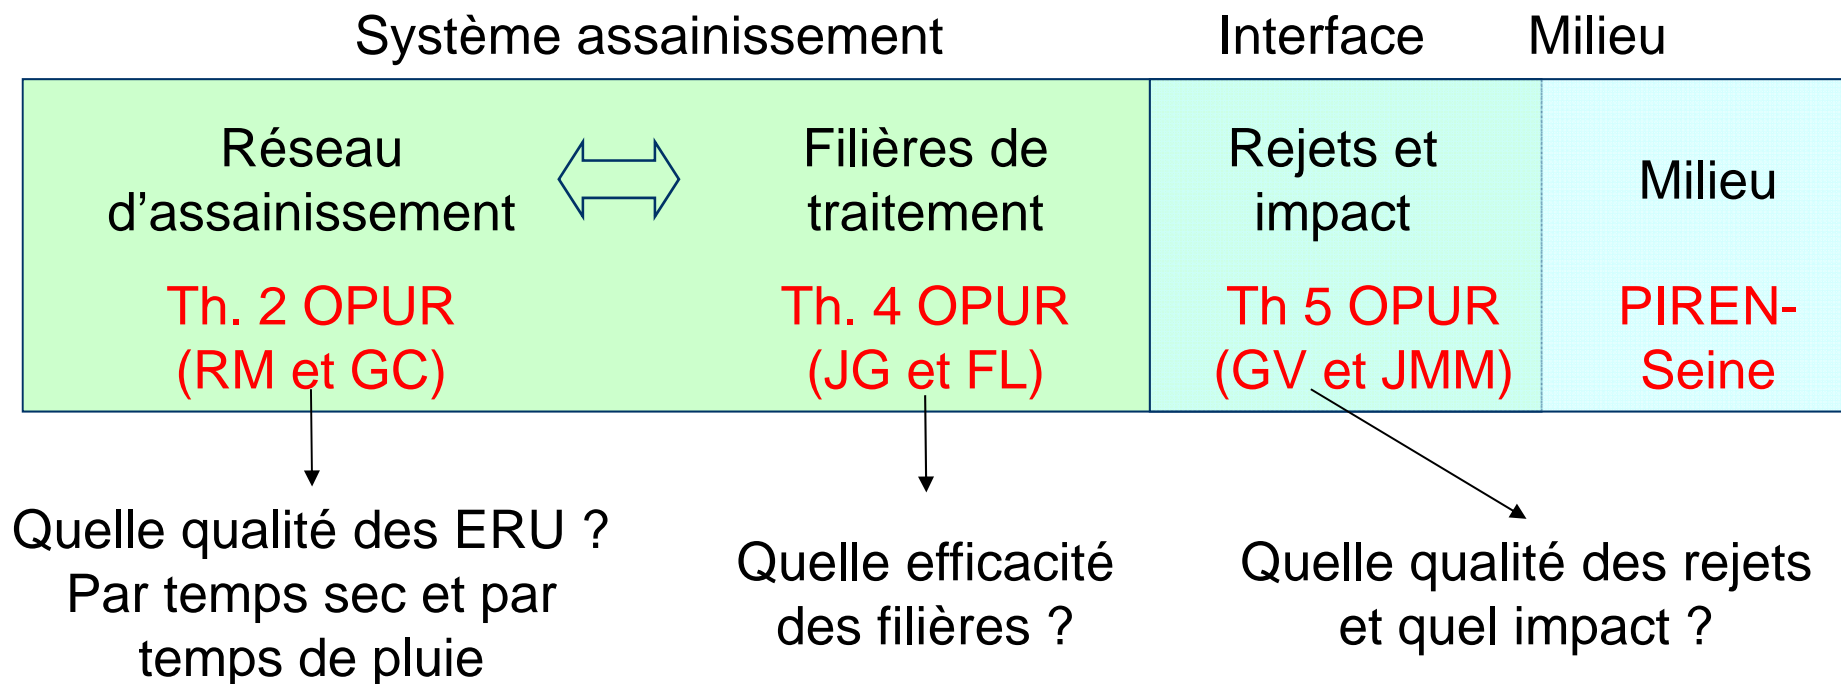 Système assainissement
Interface
Milieu
Réseau
d'assainissement
Th. 2 OPUR
(RM et GC)
Filières de
traitement
Th. 4 OPUR
(JG et FL)
Rejets et
impact
Th 5 OPUR
(GV et JMM)
Milieu
PIREN-
Seine
Quelle qualité des ERU ?
Par temps sec et par
temps de pluie
Quelle efficacité
des filières ?
Quelle qualité des rejets
et quel impact ?